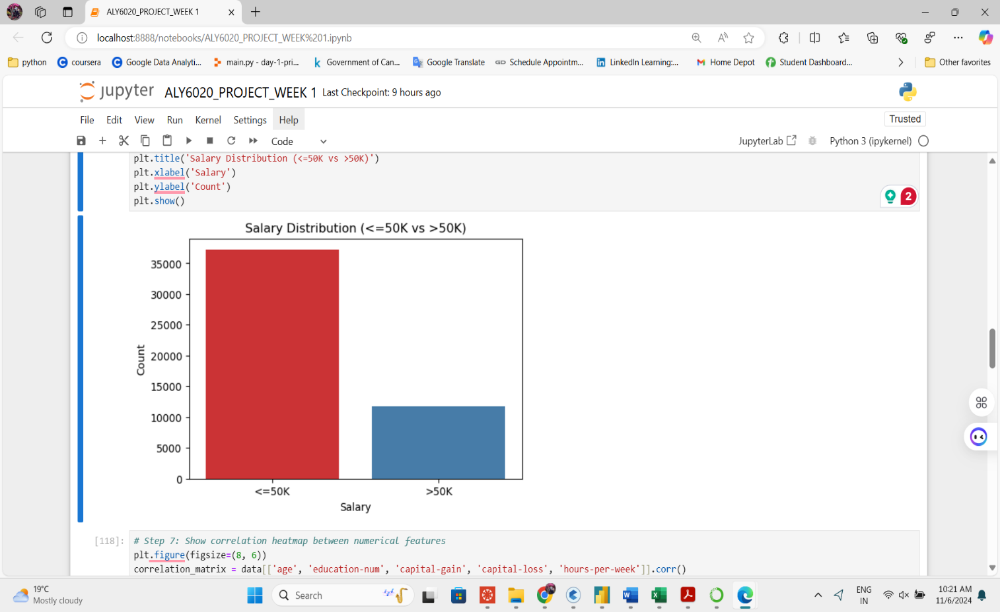 ALY6020_PROJECT_WEEK 1
localhost:8888/notebooks/ALY6020_PROJECT_WEEK%201.ipynb
python
coursera
Google Data Analyti...
main.py - day-1-pri...
Government of Can...
Google Translate
Schedule Appointm...
LinkedIn Learning:...
Home Depot
Student Dashboard...
Other favorites
jupyter ALY6020_PROJECT_WEEK 1 Last Checkpoint: 9 hours ago
File Edit View Run Kernel Settings Help
Trusted
Code
JupyterLab
Python 3 (ipykernel)
plt.title('Salary Distribution (<=50K vs >50K)')
plt.xlabel('Salary')
plt.ylabel('Count')
plt.show()
2
Salary Distribution (<=50K vs >50K)
35000
30000
25000
20000
15000
10000
5000
0
Count
<=50K
>50K
Salary
[118]:
# Step 7: Show correlation heatmap between numerical features
plt.figure(figsize=(8, 6))
correlation_matrix = data[['age', 'education-num', 'capital-gain', 'capital-loss', 'hours-per-week']].corr()
19°C
Mostly cloudy
Search
ENG
IN
10:21 AM
11/6/2024